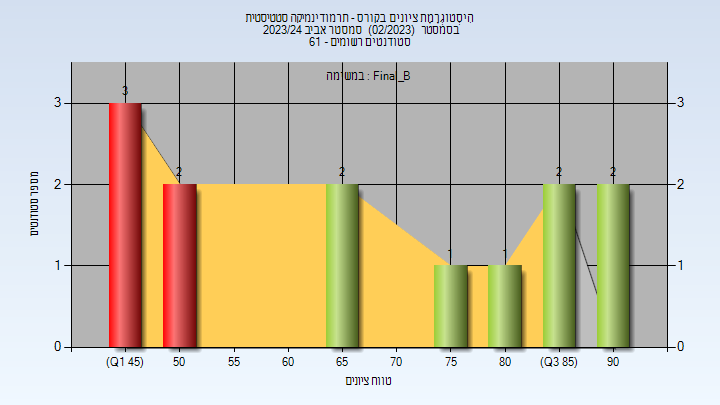 היסטוגרמת ציונים בקורס - תרמודינמיקה סטטיסטית
בסמסטר (02/2023) סמסטר אביב 2023/24
סטודנטים רשומים - 61
במשימה : Final_B
מספר סטודנטים
3 2 2 1 1 2 2
3 3
2 2
1 1
0 0
(Q1 45) 50 55 60 65 70 75 80 (Q3 85) 90
טווח ציונים